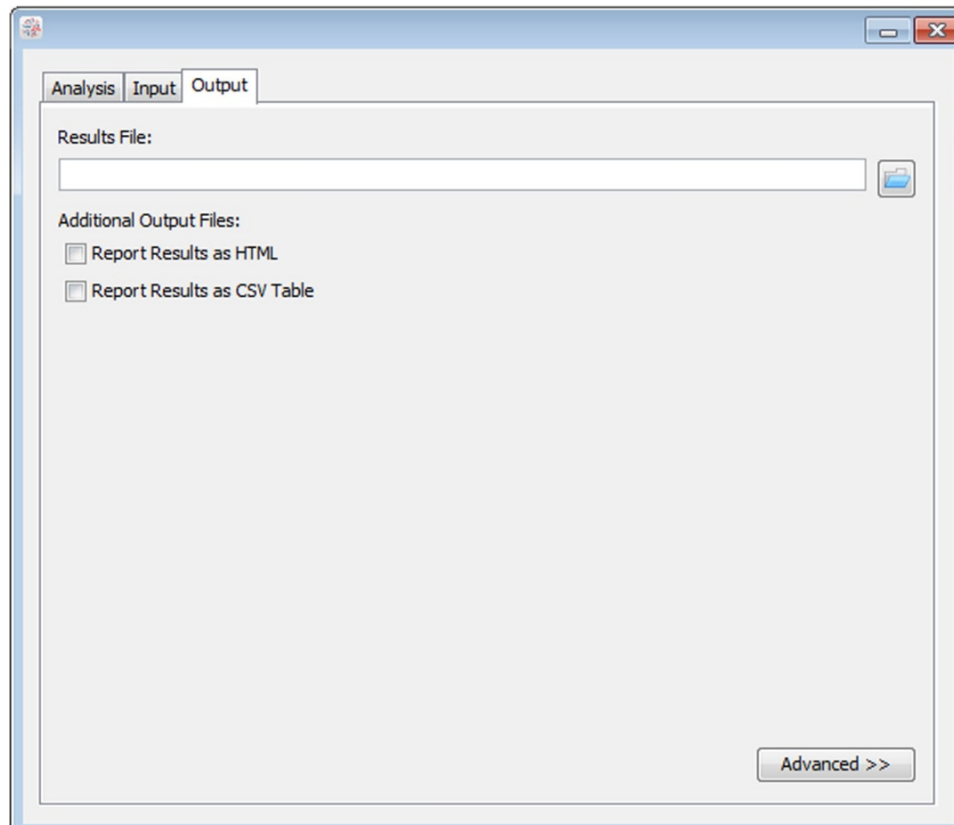 Analysis Input Output
Results File:
Additional Output Files:
Report Results as HTML
Report Results as CSV Table
Advanced >>